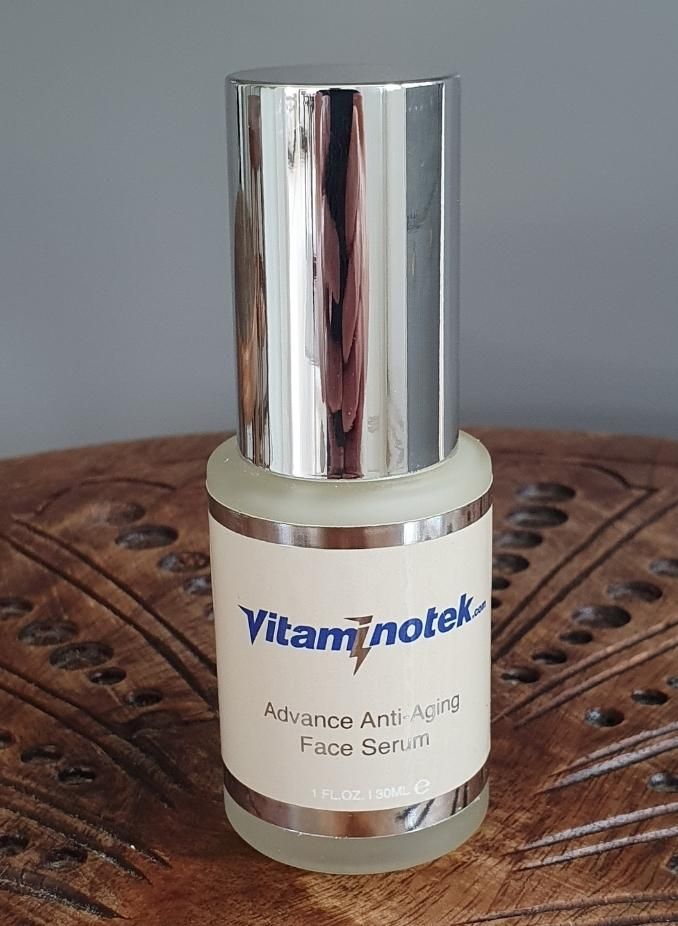 Vitaminotek.com
Advance Anti-Aging
Face Serum
1 FL.OZ. I 30ML ℮